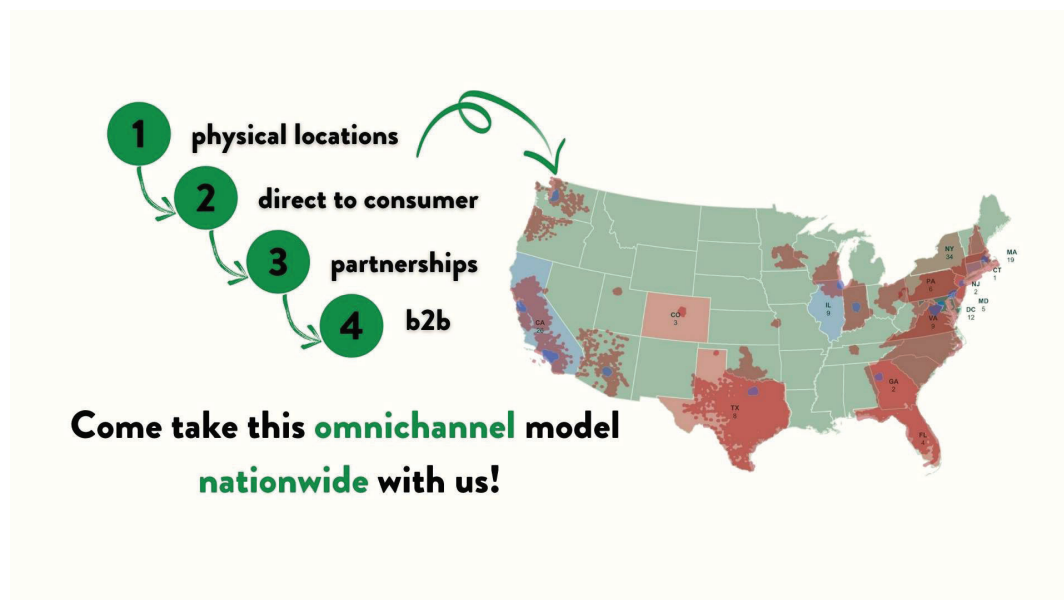 1
physical locations
2
direct to consumer
3
partnerships
4
b2b
Come take this omnichannel model
nationwide with us!
NY
34
MA
19
CT
1
PA
6
NJ
2
MD
5
DC
12
VA
IL
9
CO
3
CA
TX
GA
2
FL
4